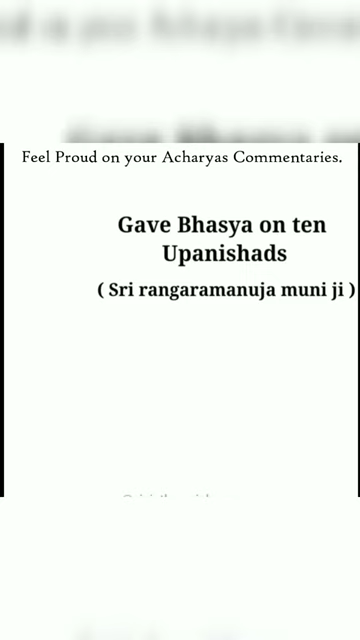 Feel Proud on your Acharyas Commentaries.
Gave Bhasya on ten
Upanishads
( Sri rangaramanuja muni ji )